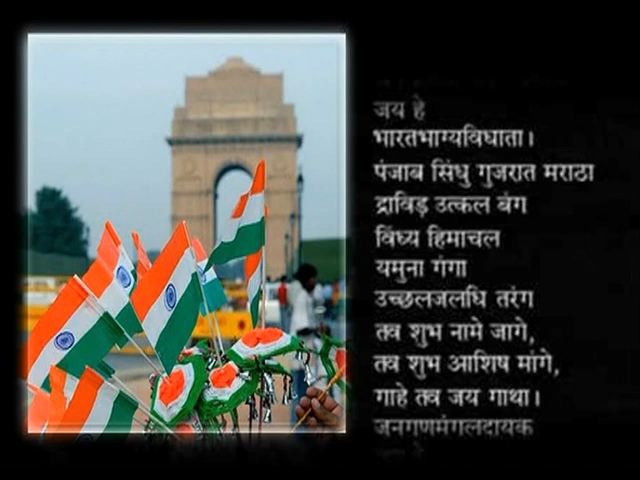 जय हे
भारतभाग्यविधाता।
पंजाब सिंधु गुजरात मराठा
द्राविड़ उत्कल बंग
विंध्य हिमाचल
यमुना गंगा
उच्छलजलधि तरंग
तव शुभ नामे जागे,
तव शुभ आशिष मांगे,
गाहे तव जय गाथा।
जनगणमंगलदायक